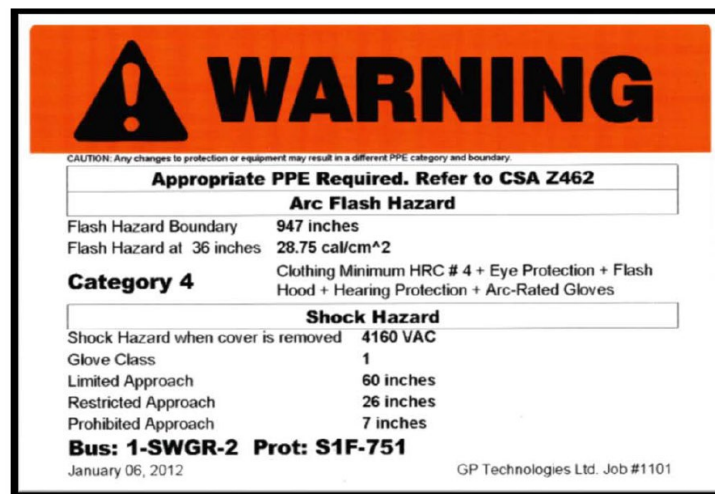 WARNING
CAUTION: Any changes to protection or equipment may result in a different PPE category and boundary.
Appropriate PPE Required. Refer to CSA Z462
Arc Flash Hazard
Flash Hazard Boundary 947 inches
Flash Hazard at 36 inches 28.75 cal/cm^2
Category 4 Clothing Minimum HRC # 4 + Eye Protection + Flash
Hood + Hearing Protection + Arc-Rated Gloves
Shock Hazard
Shock Hazard when cover is removed 4160 VAC
Glove Class 1
Limited Approach 60 inches
Restricted Approach 26 inches
Prohibited Approach 7 inches
Bus: 1-SWGR-2 Prot: S1F-751
January 06, 2012 GP Technologies Ltd. Job #1101